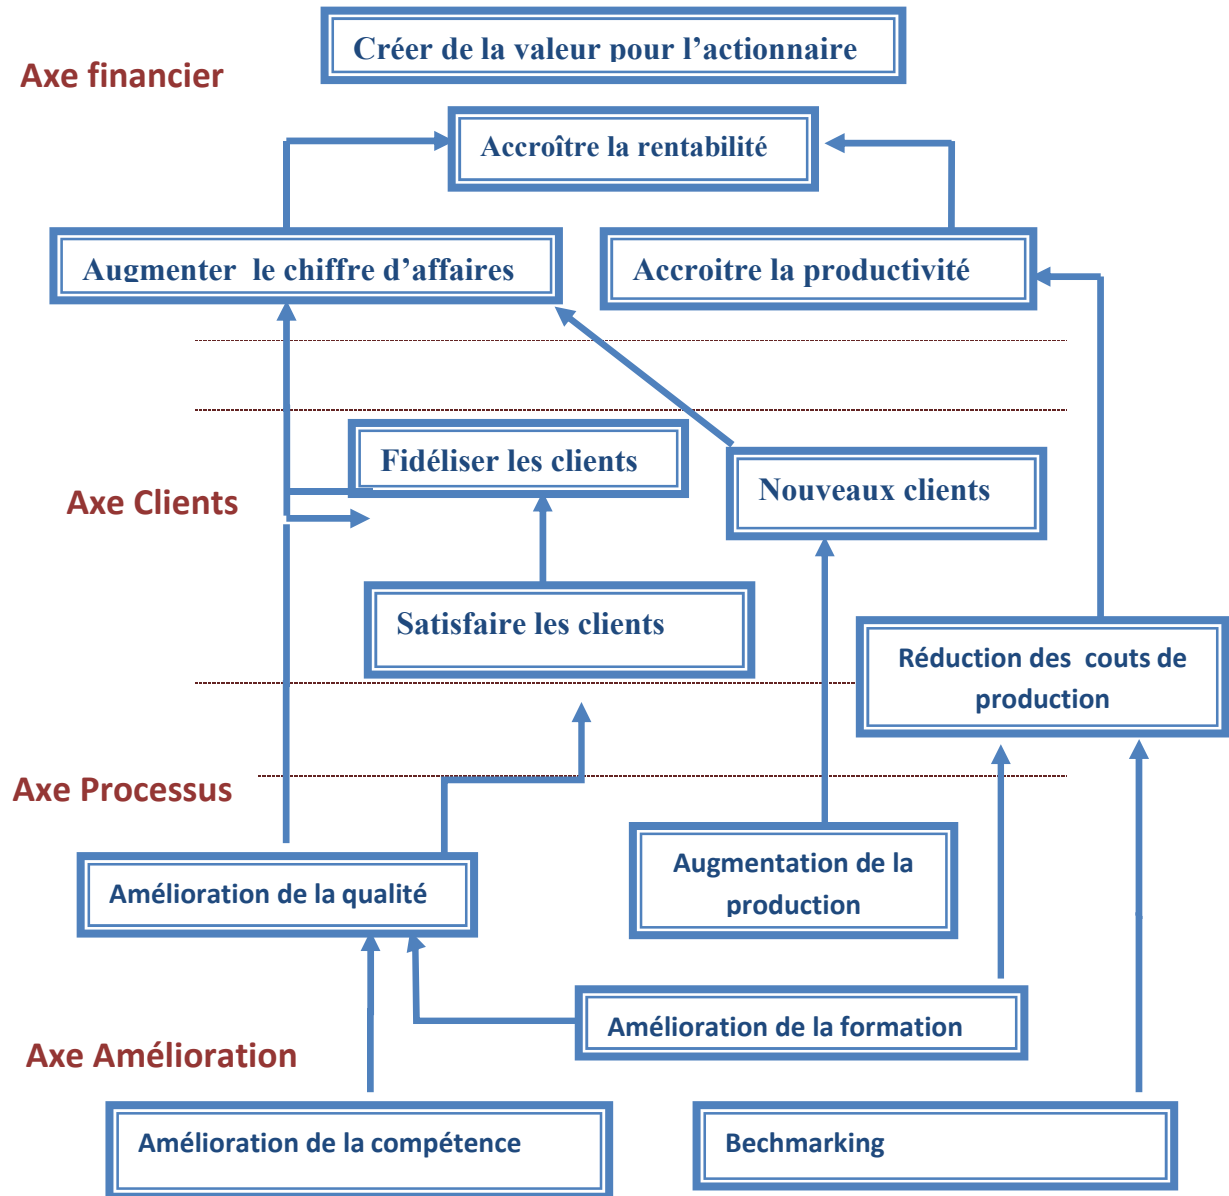 Créer de la valeur pour l’actionnaire
Axe financier
Accroître la rentabilité
Augmenter le chiffre d’affaires
Accroitre la productivité
Fidéliser les clients
Nouveaux clients
Axe Clients
Satisfaire les clients
Réduction des couts de
production
Axe Processus
Amélioration de la qualité
Augmentation de la
production
Amélioration de la formation
Axe Amélioration
Amélioration de la compétence
Bechmarking